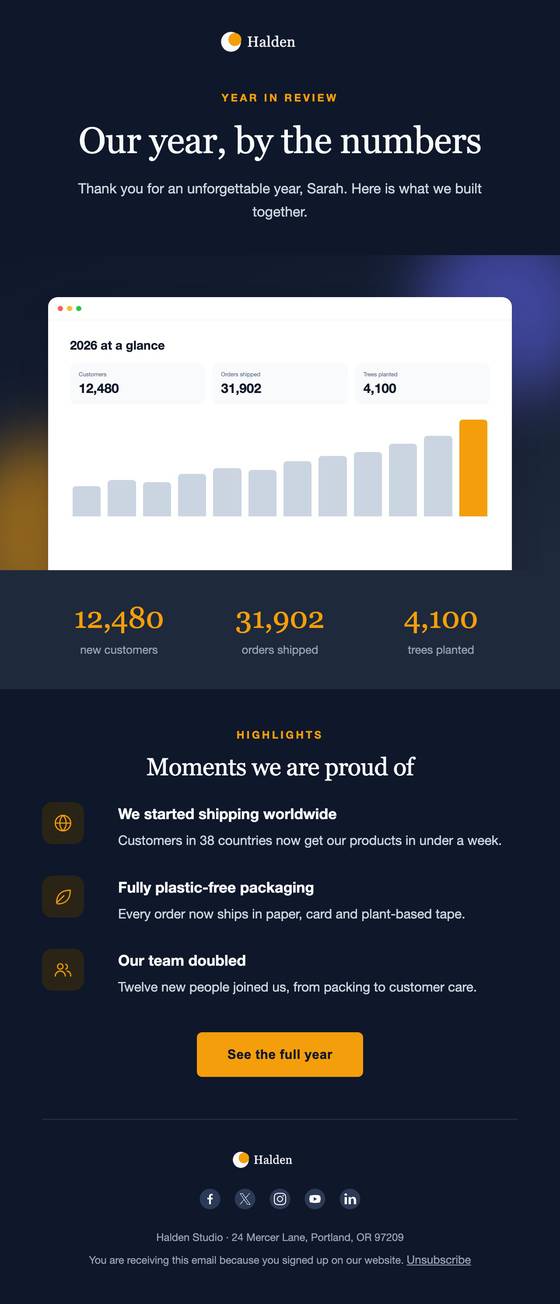 Halden
YEAR IN REVIEW
Our year, by the numbers
Thank you for an unforgettable year, Sarah. Here is what we built
together.
2026 at a glance
Customers
12,480
Orders shipped
31,902
Trees planted
4,100
12,480
new customers
31,902
orders shipped
4,100
trees planted
HIGHLIGHTS
Moments we are proud of
We started shipping worldwide
Customers in 38 countries now get our products in under a week.
Fully plastic-free packaging
Every order now ships in paper, card and plant-based tape.
Our team doubled
Twelve new people joined us, from packing to customer care.
See the full year
Halden
Halden Studio · 24 Mercer Lane, Portland, OR 97209
You are receiving this email because you signed up on our website. Unsubscribe